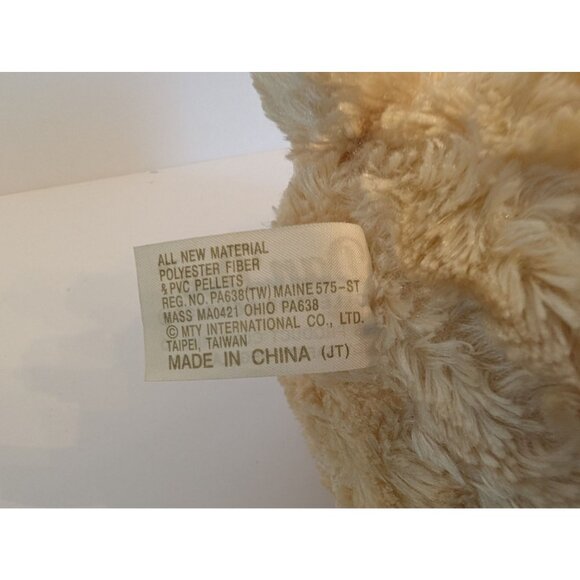 ALL NEW MATERIAL
POLYESTER FIBER
& PVC PELLETS
REG. NO. PA638(TW) MAINE 575-ST
MASS MA0421 OHIO PA638
© MTY INTERNATIONAL CO., LTD.
TAIPEI, TAIWAN
MADE IN CHINA (JT)